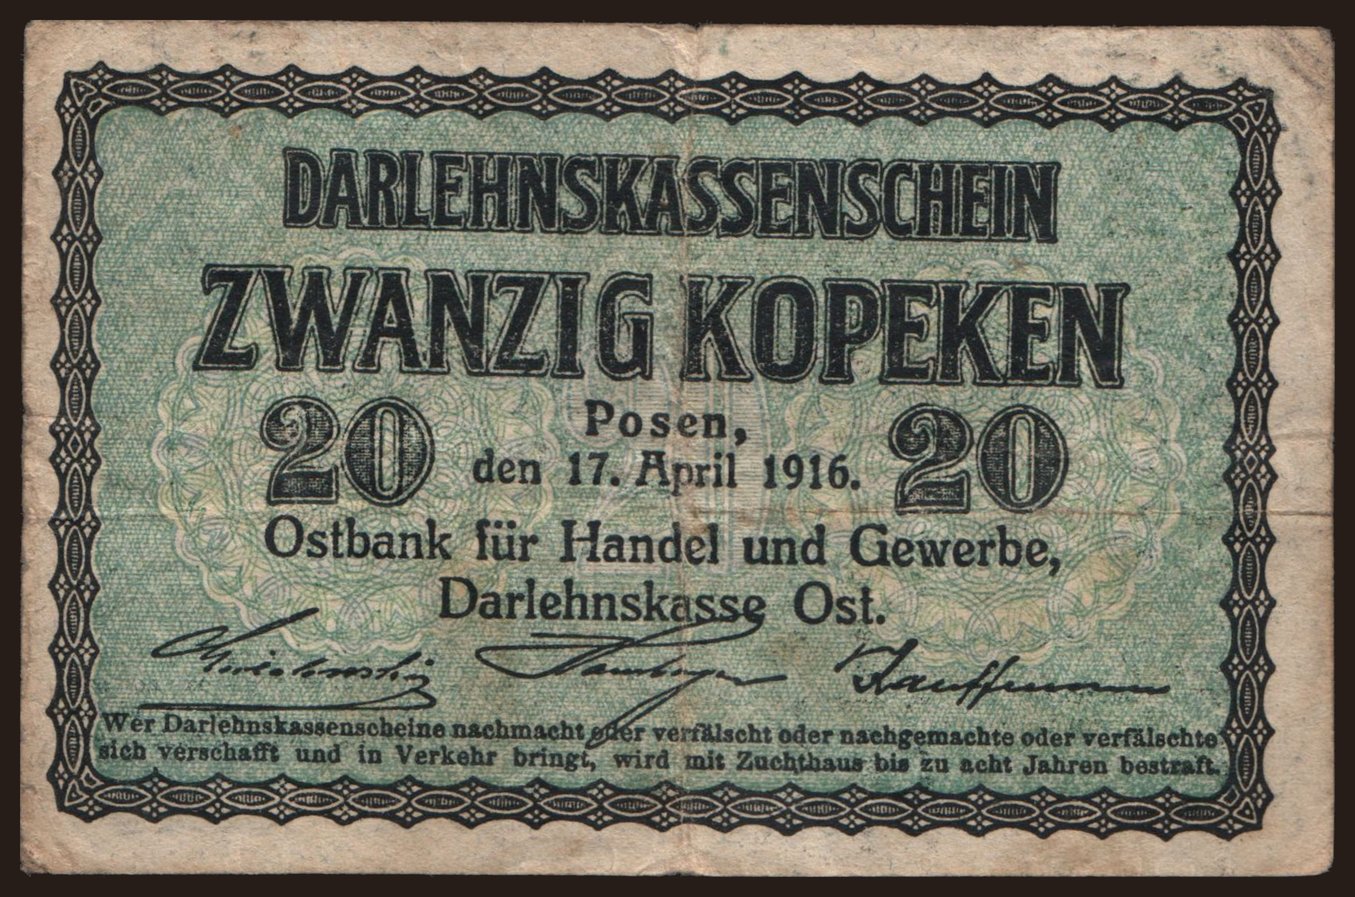 DARLEHNSKASSENSCHEIN
ZWANZIG KOPEKEN
20 Posen, 20
den 17. April 1916.
Ostbank für Handel und Gewerbe,
Darlehnskasse Ost.
Kauffmann
Wer Darlehnskassenscheine nachmacht oder verfälscht oder nachgemachte oder verfälschte
sich verschafft und in Verkehr bringt, wird mit Zuchthaus bis zu acht Jahren bestraft.